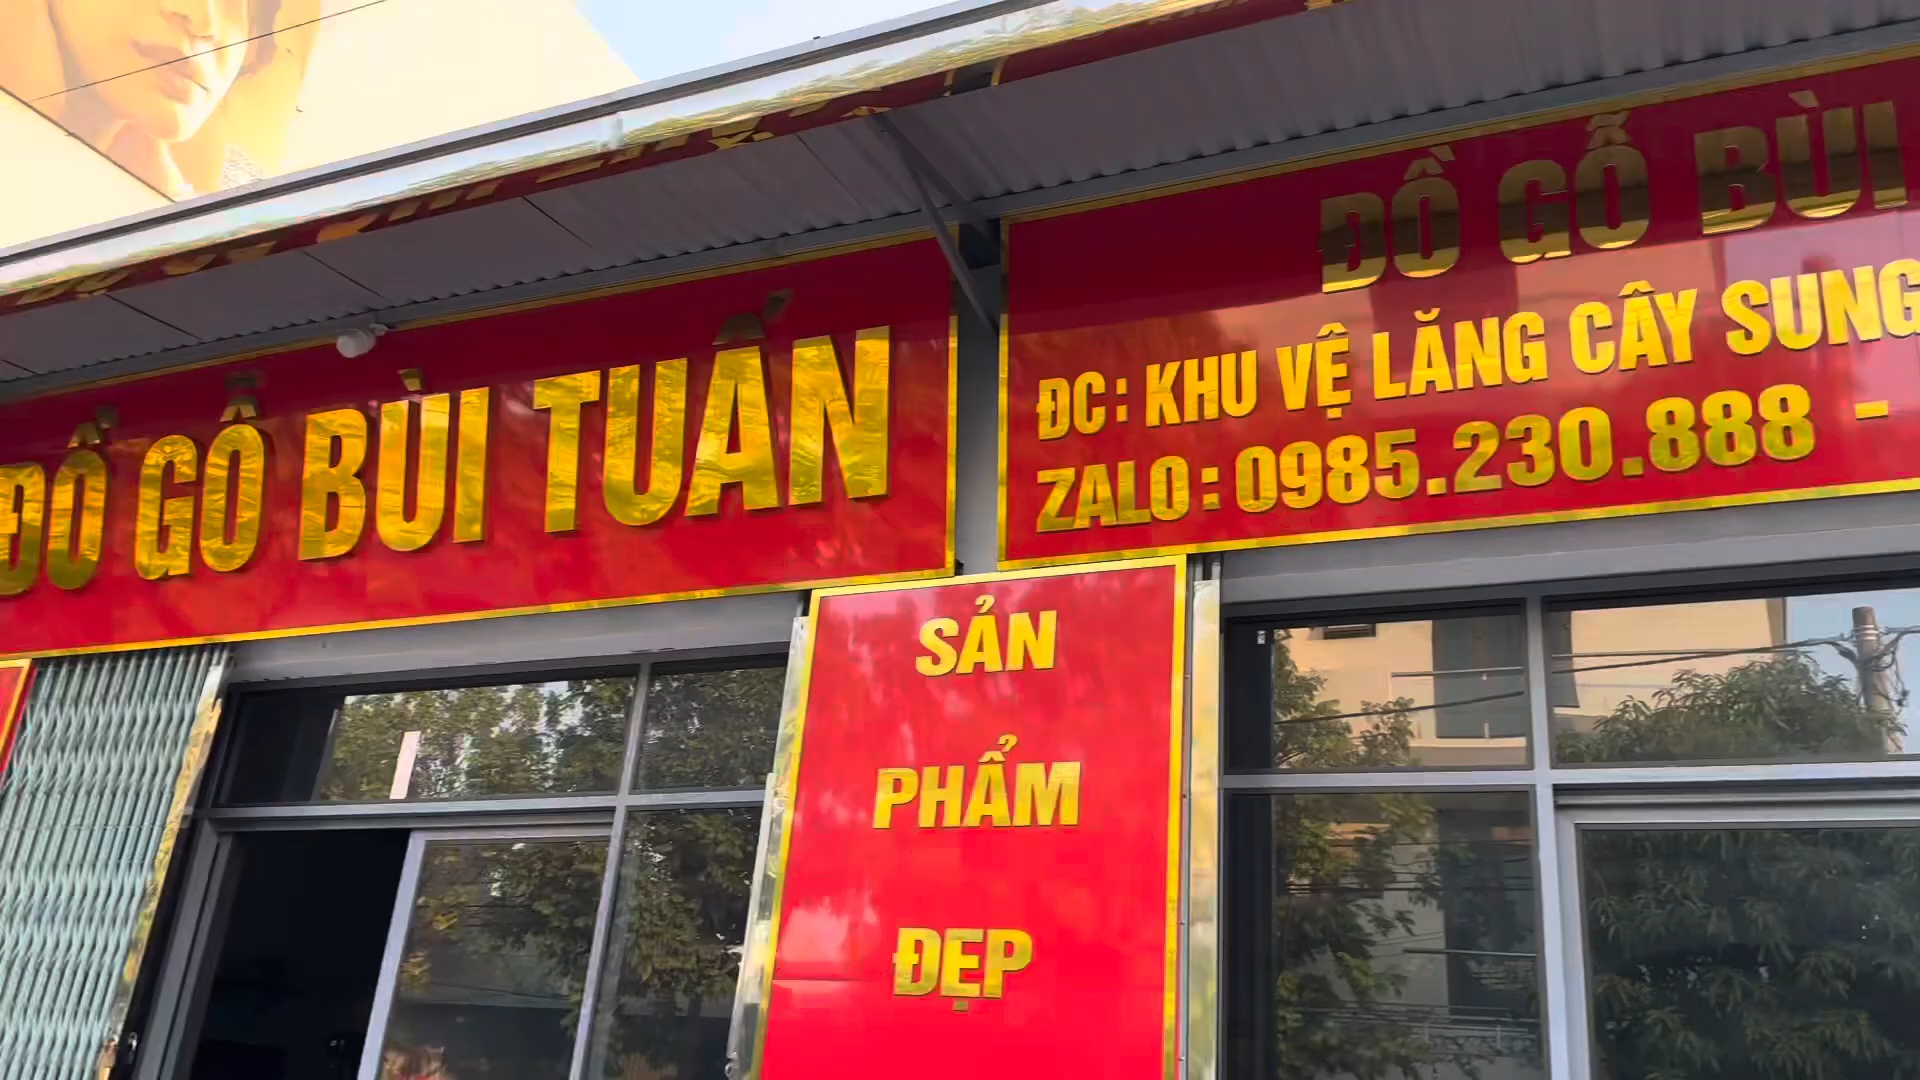 ĐỒ GỖ BÙI TUẤN
ĐỒ GỖ BÙI
ĐC: KHU VỆ LĂNG CÂY SUNG
ZALO: 0985.230.888 -
SẢN
PHẨM
ĐẸP